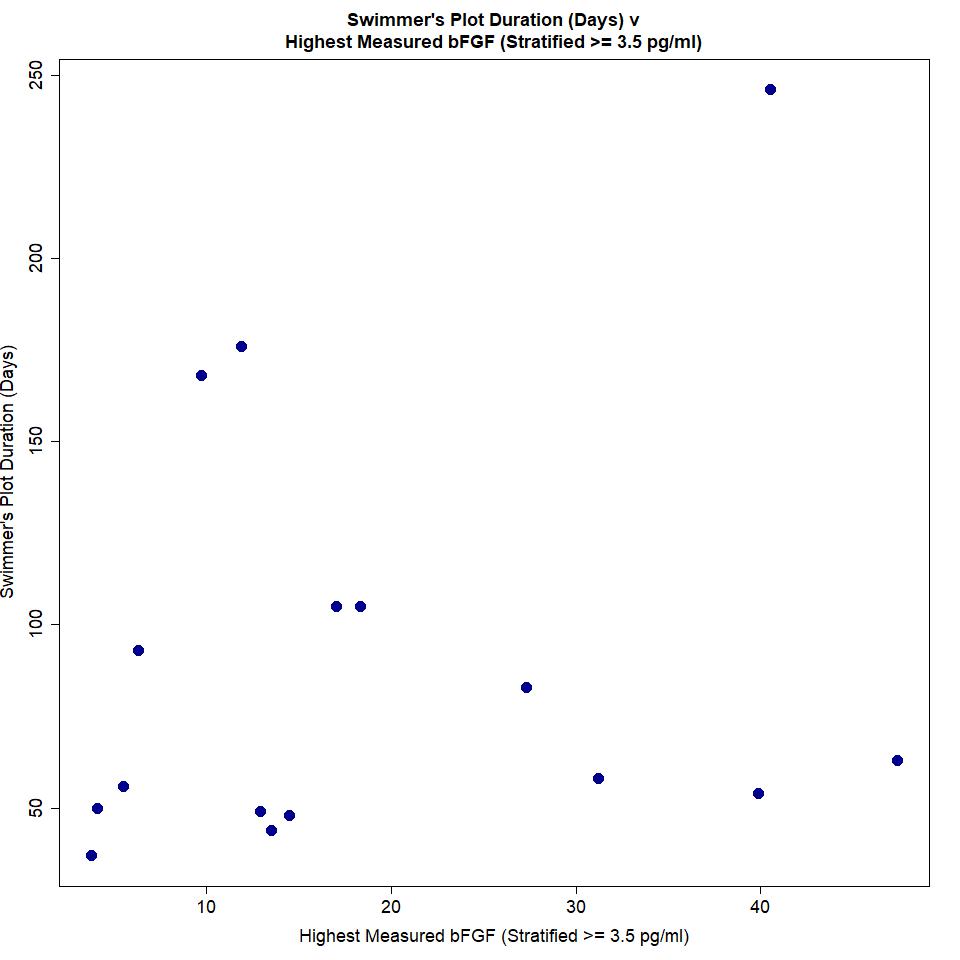 Swimmer's Plot Duration (Days) v
Highest Measured bFGF (Stratified >= 3.5 pg/ml)
Swimmer's Plot Duration (Days)
250
200
150
100
50
10 20 30 40
Highest Measured bFGF (Stratified >= 3.5 pg/ml)